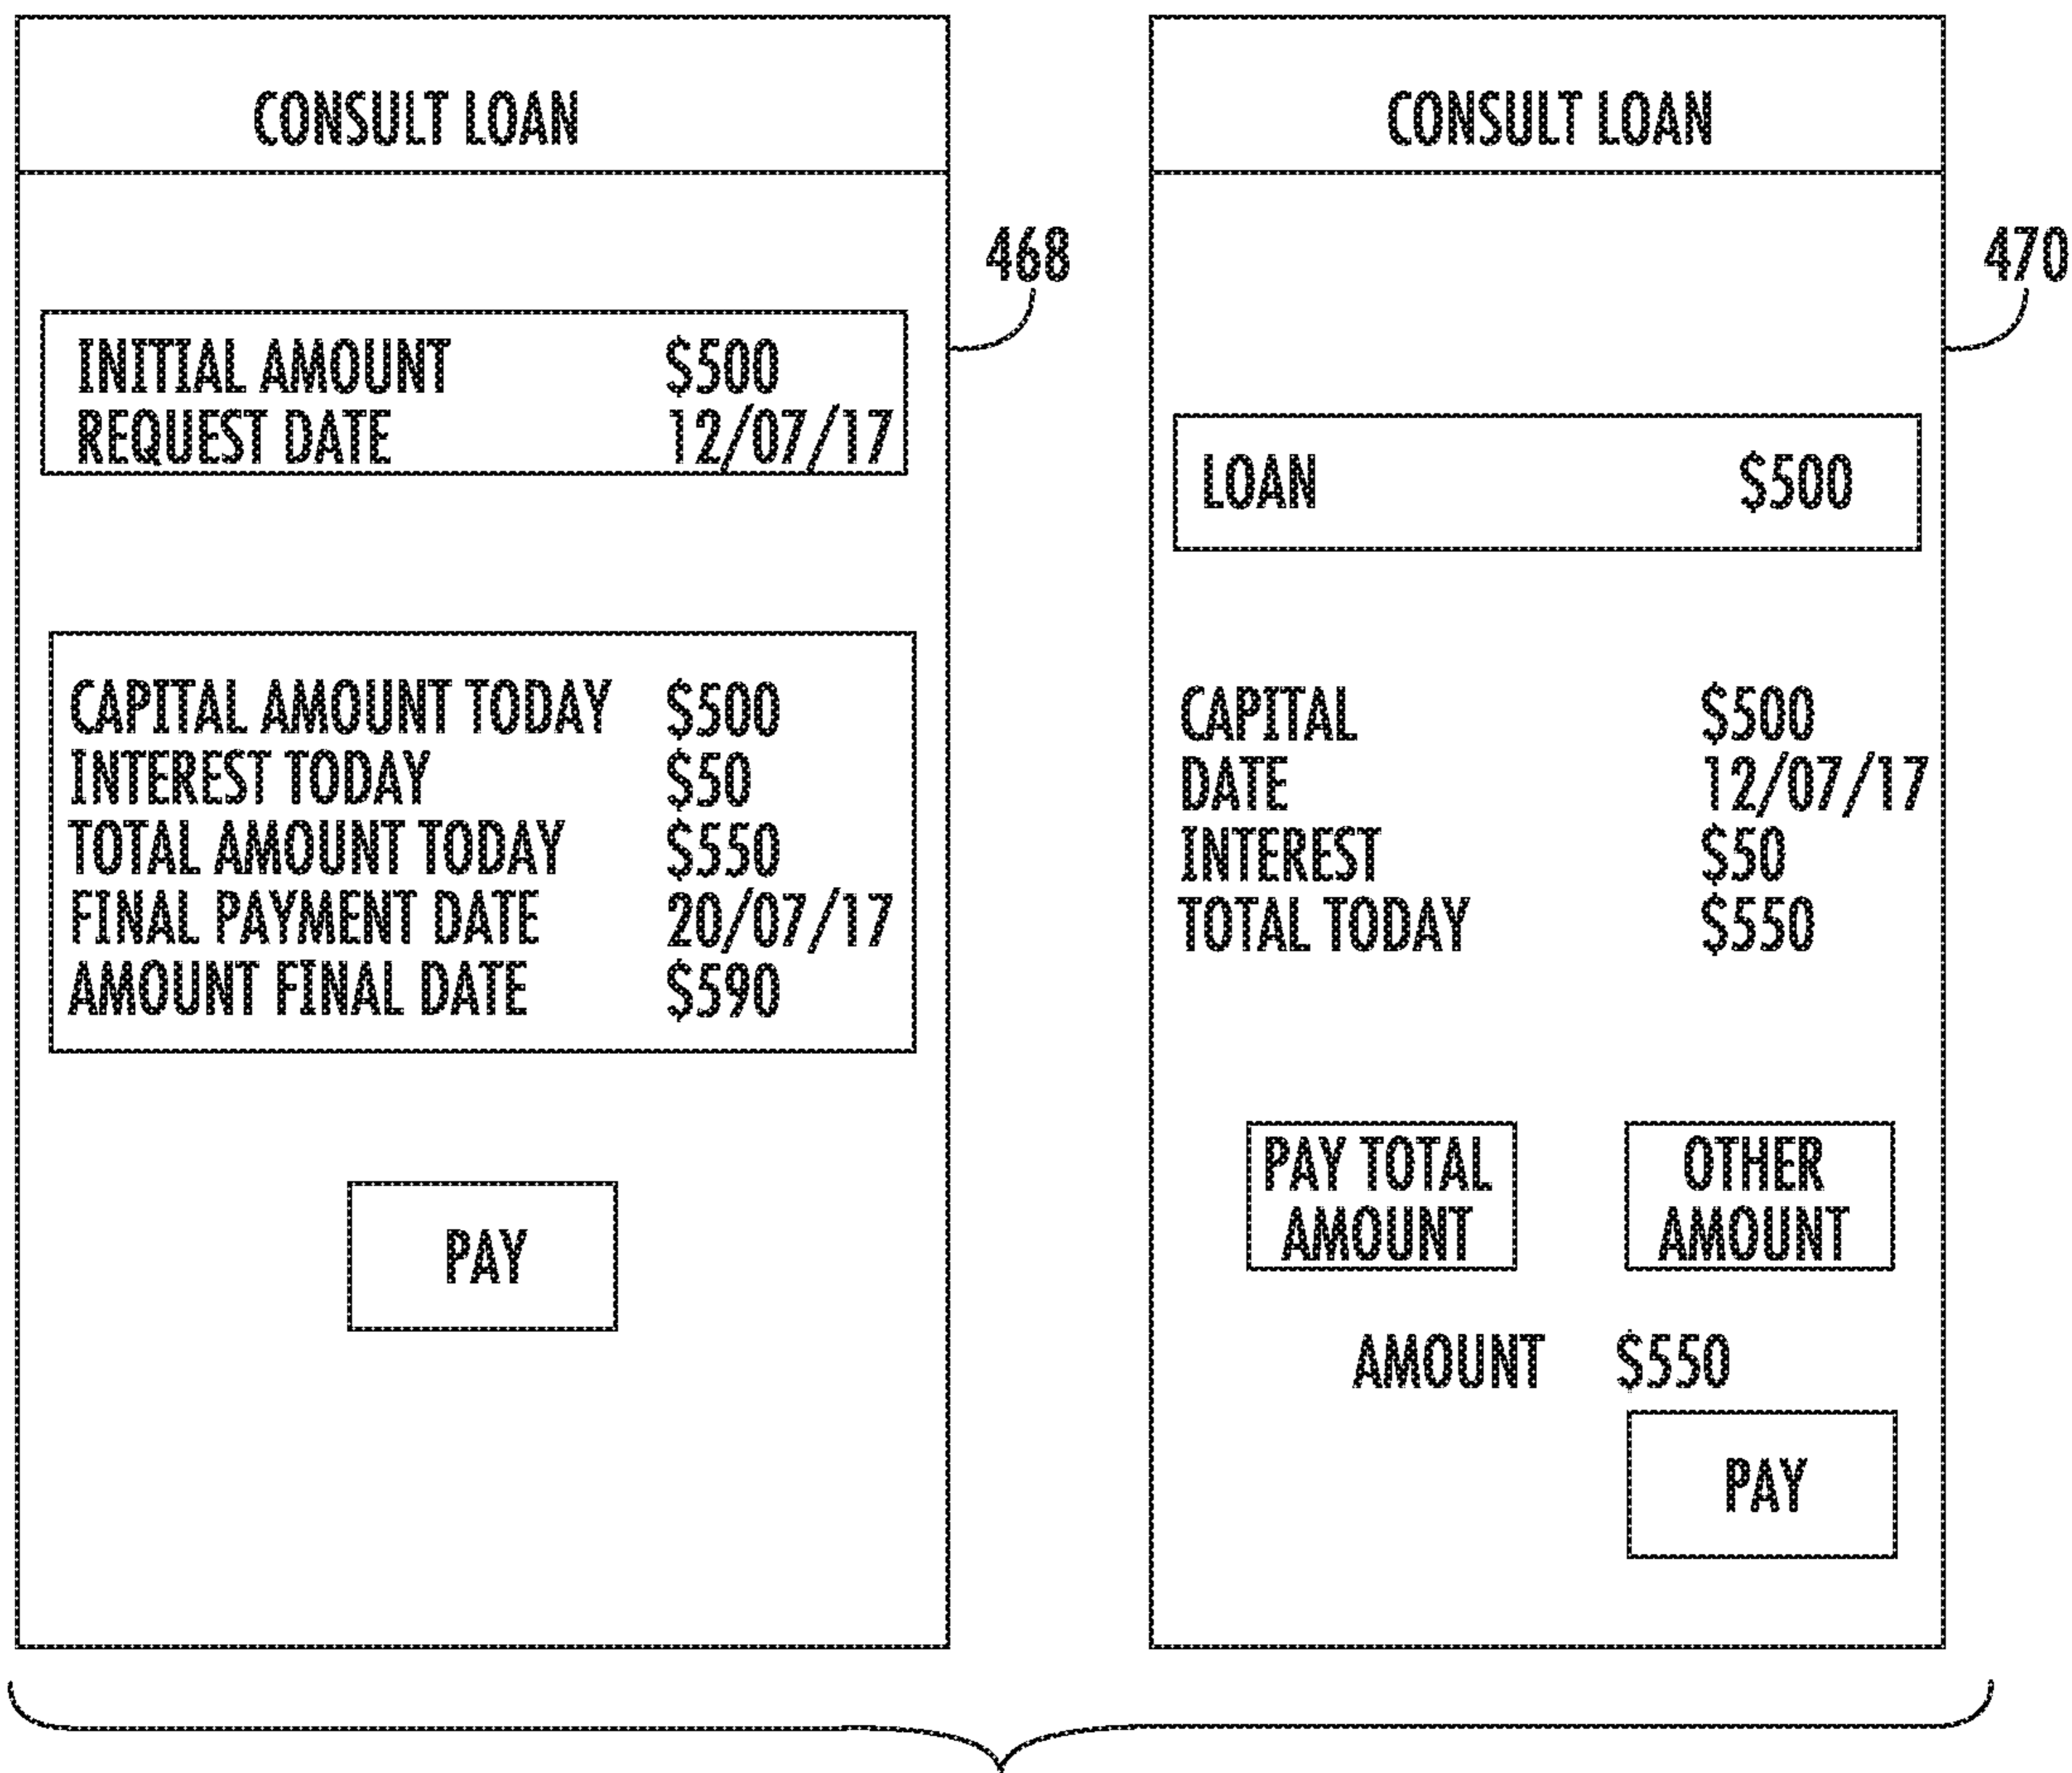 CONSULT LOAN
468
INITIAL AMOUNT $500
REQUEST DATE 12/07/17
CAPITAL AMOUNT TODAY $500
INTEREST TODAY $50
TOTAL AMOUNT TODAY $550
FINAL PAYMENT DATE 20/07/17
AMOUNT FINAL DATE $590
PAY
CONSULT LOAN
470
LOAN $500
CAPITAL $500
DATE 12/07/17
INTEREST $50
TOTAL TODAY $550
PAY TOTAL
AMOUNT
OTHER
AMOUNT
AMOUNT $550
PAY